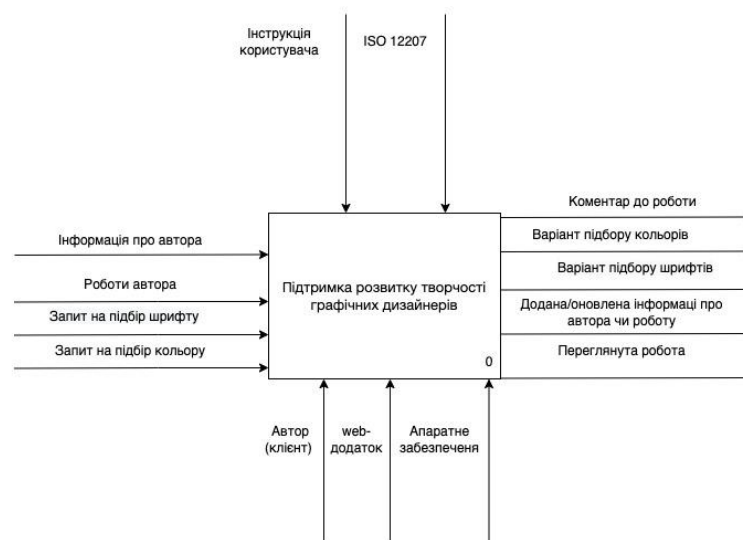 Інструкція
користувача
ISO 12207
Інформація про автора
Роботи автора
Запит на підбір шрифту
Запит на підбір кольору
Підтримка розвитку творчості
графічних дизайнерів
0
Коментар до роботи
Варіант підбору кольорів
Варіант підбору шрифтів
Додана/оновлена інформаці про
автора чи роботу
Переглянута робота
Автор
(клієнт)
web-
додаток
Апаратне
забезпеченя